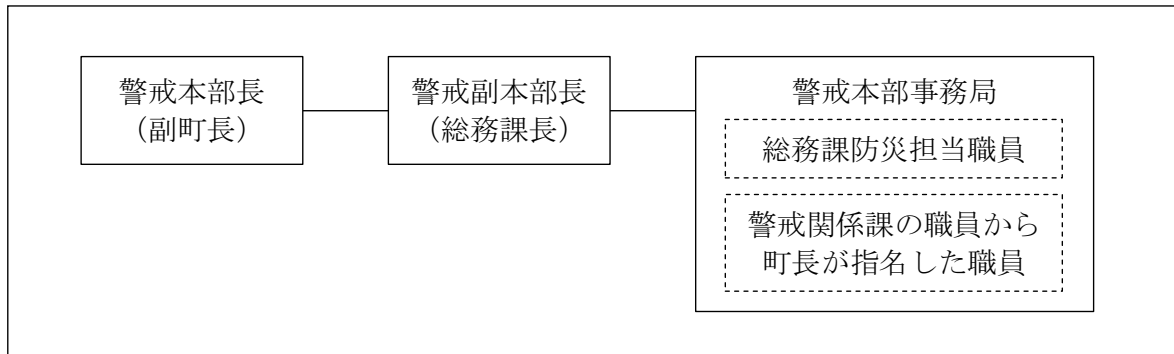 警戒本部長
（副町長）
警戒副本部長
（総務課長）
警戒本部事務局
総務課防災担当職員
警戒関係課の職員から
町長が指名した職員